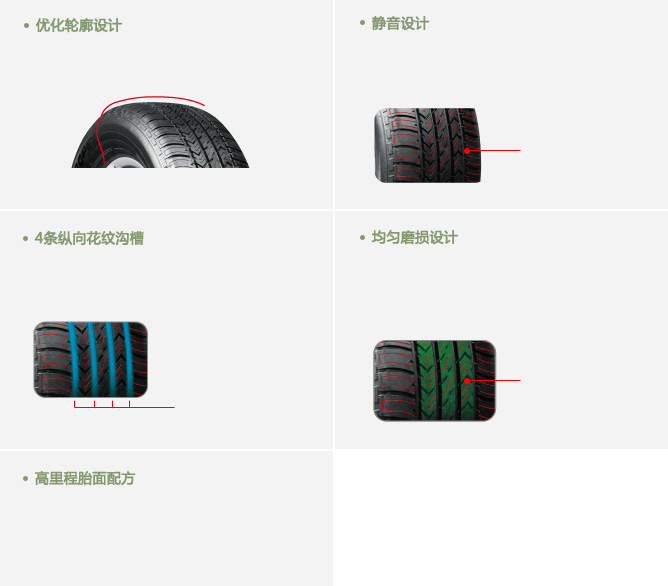 优化轮廓设计
静音设计
4条纵向花纹沟槽
均匀磨损设计
高里程胎面配方